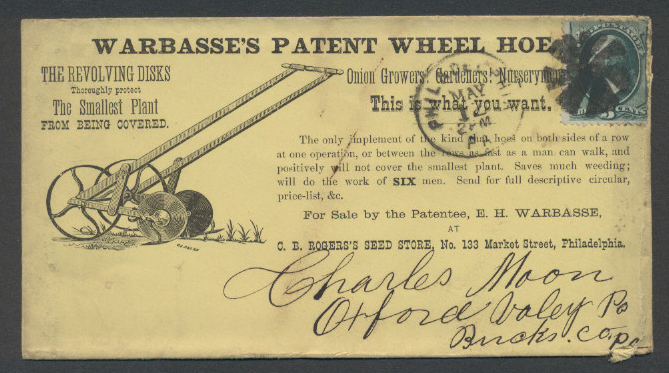 WARBASSE'S PATENT WHEEL HOE
THE REVOLVING DISKS
Thoroughly protect
The Smallest Plant
FROM BEING COVERED.
Onion Growers! Gardeners! Nurserymen
This is what you want.
PHIL
MAY
2 PM
PA
The only implement of the kind that hoes on both sides of a row
at one operation, or between the rows as fast as a man can walk, and
positively will not cover the smallest plant. Saves much weeding;
will do the work of SIX men. Send for full descriptive circular,
price-list, &c.
For Sale by the Patentee, E. H. WARBASSE,
AT
C. B. ROGERS'S SEED STORE, No. 133 Market Street, Philadelphia.
Charles Moon
Oxford Valey Po
Bucks. Co. Pa